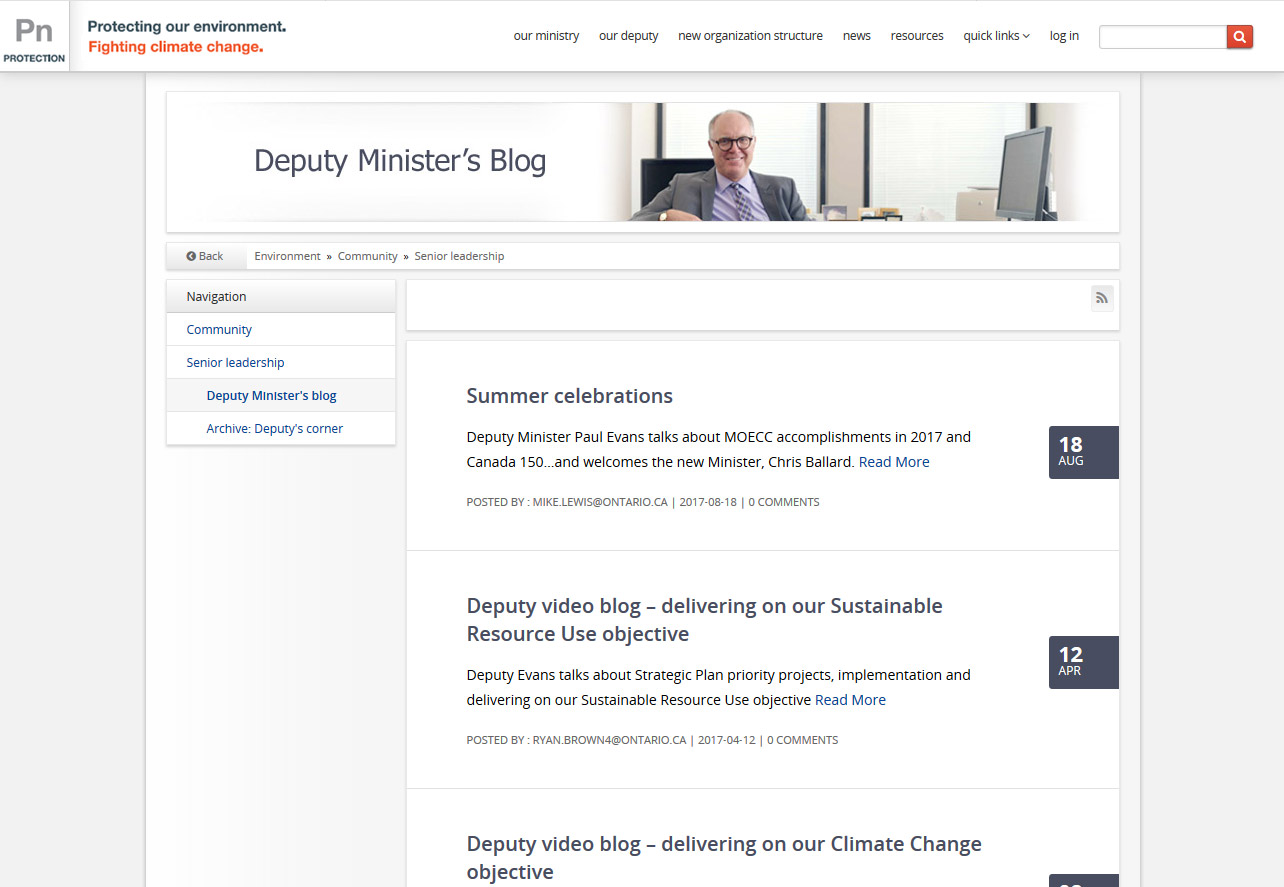 Pn
PROTECTION
Protecting our environment.
Fighting climate change.
our ministry our deputy new organization structure news resources quick links log in
Deputy Minister's Blog
Back Environment » Community » Senior leadership
Navigation
Community
Senior leadership
Deputy Minister's blog
Archive: Deputy's corner
Summer celebrations
Deputy Minister Paul Evans talks about MOECC accomplishments in 2017 and
Canada 150...and welcomes the new Minister, Chris Ballard. Read More
POSTED BY : MIKE.LEWIS@ONTARIO.CA | 2017-08-18 | 0 COMMENTS
18
AUG
Deputy video blog – delivering on our Sustainable
Resource Use objective
Deputy Evans talks about Strategic Plan priority projects, implementation and
delivering on our Sustainable Resource Use objective Read More
POSTED BY : RYAN.BROWN4@ONTARIO.CA | 2017-04-12 | 0 COMMENTS
12
APR
Deputy video blog – delivering on our Climate Change
objective